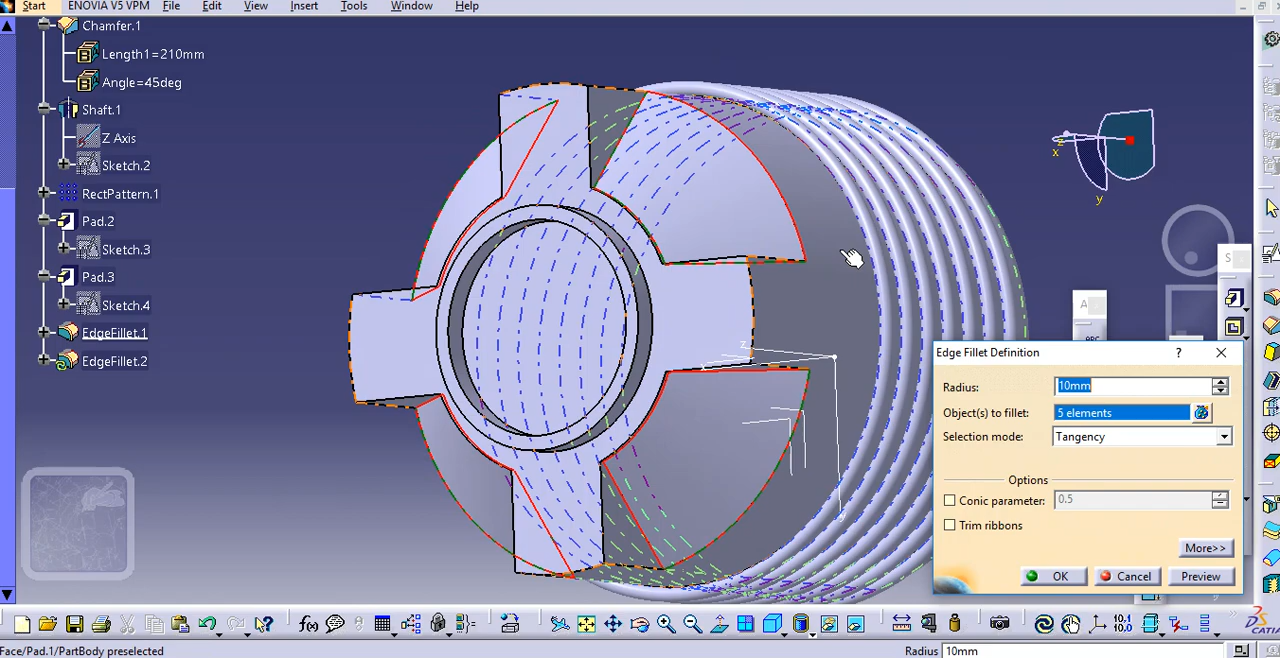 Start ENOVIA V5 VPM File Edit View Insert Tools Window Help
Chamfer.1
Length1=210mm
Angle=45deg
Shaft.1
Z Axis
Sketch.2
RectPattern.1
Pad.2
Sketch.3
Pad.3
Sketch.4
EdgeFillet.1
EdgeFillet.2
z
x
y
z
S
A
Edge Fillet Definition ?
Radius: 10mm
Object(s) to fillet: 5 elements
Selection mode: Tangency
Options
Conic parameter: 0.5
Trim ribbons
More>>
OK Cancel Preview
f(x) ?
10,1
Face/Pad.1/PartBody preselected Radius 10mm